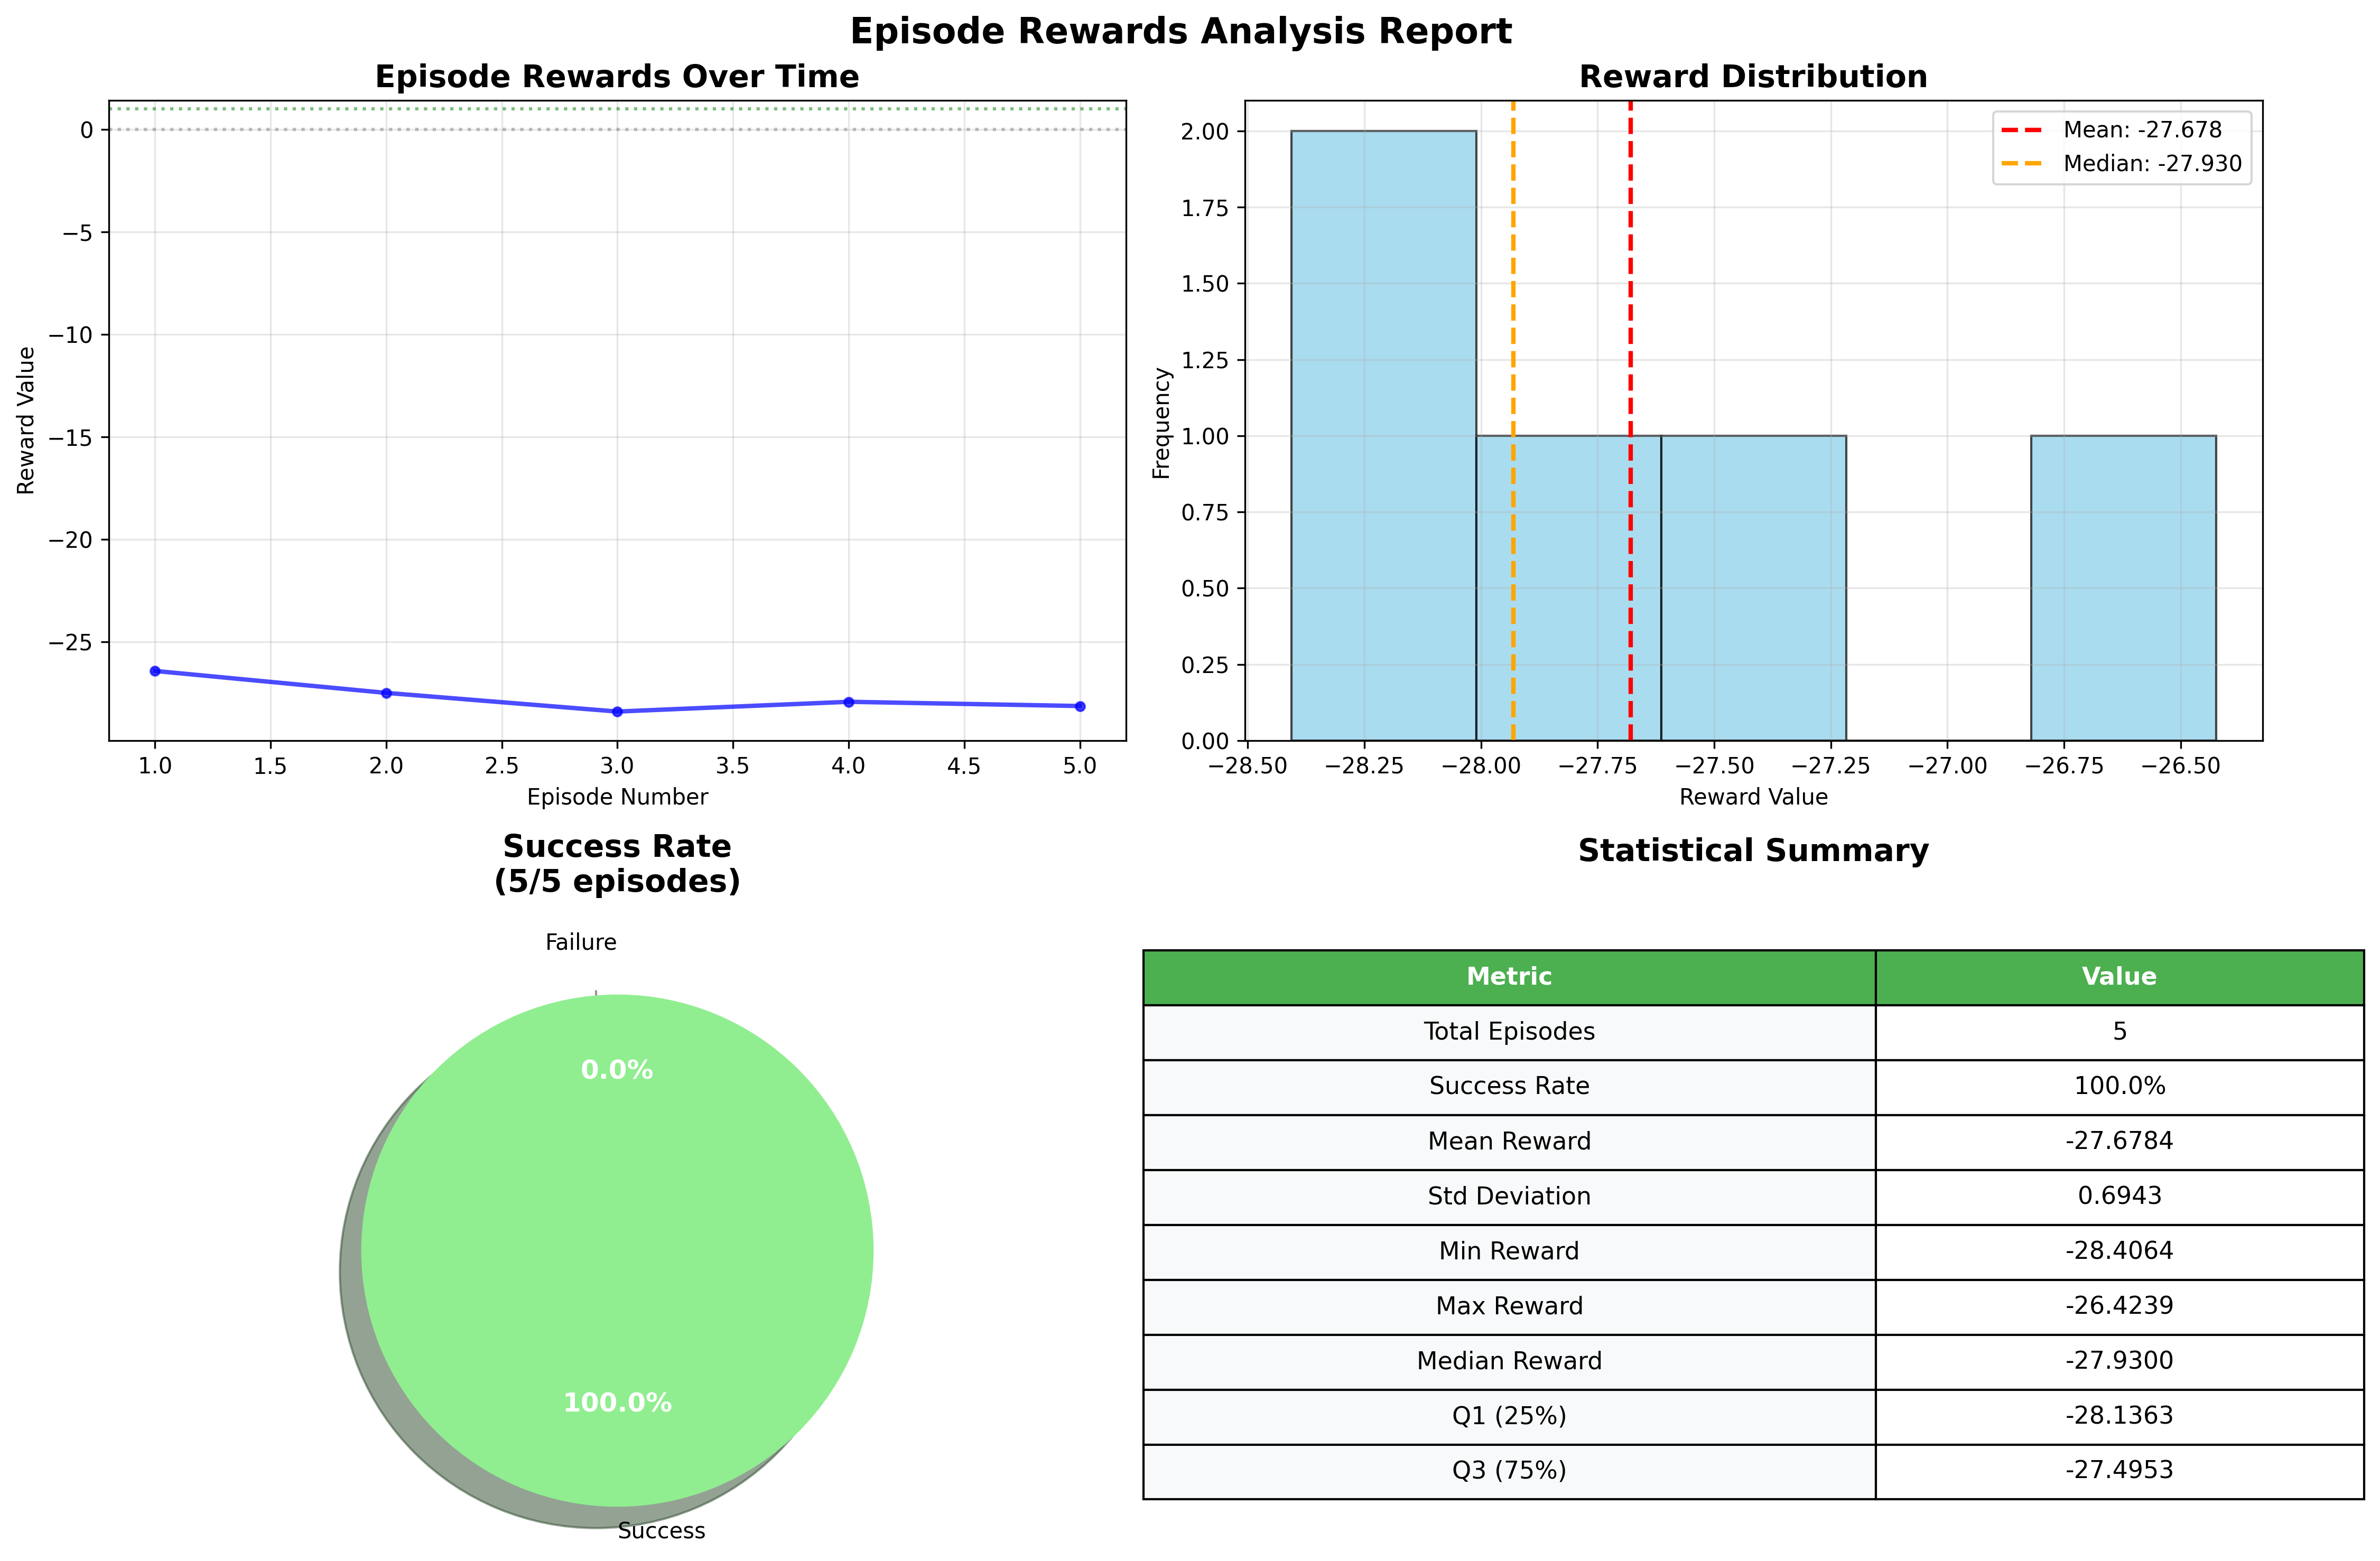 Episode Rewards Analysis Report
Episode Rewards Over Time
0
−5
−10
−15
−20
−25
Reward Value
1.0 1.5 2.0 2.5 3.0 3.5 4.0 4.5 5.0
Episode Number
Reward Distribution
Mean: -27.678
Median: -27.930
2.00
1.75
1.50
1.25
1.00
0.75
0.50
0.25
0.00
Frequency
−28.50 −28.25 −28.00 −27.75 −27.50 −27.25 −27.00 −26.75 −26.50
Reward Value
Success Rate
(5/5 episodes)
Failure
0.0%
100.0%
Success
Statistical Summary
Metric Value
Total Episodes 5
Success Rate 100.0%
Mean Reward -27.6784
Std Deviation 0.6943
Min Reward -28.4064
Max Reward -26.4239
Median Reward -27.9300
Q1 (25%) -28.1363
Q3 (75%) -27.4953